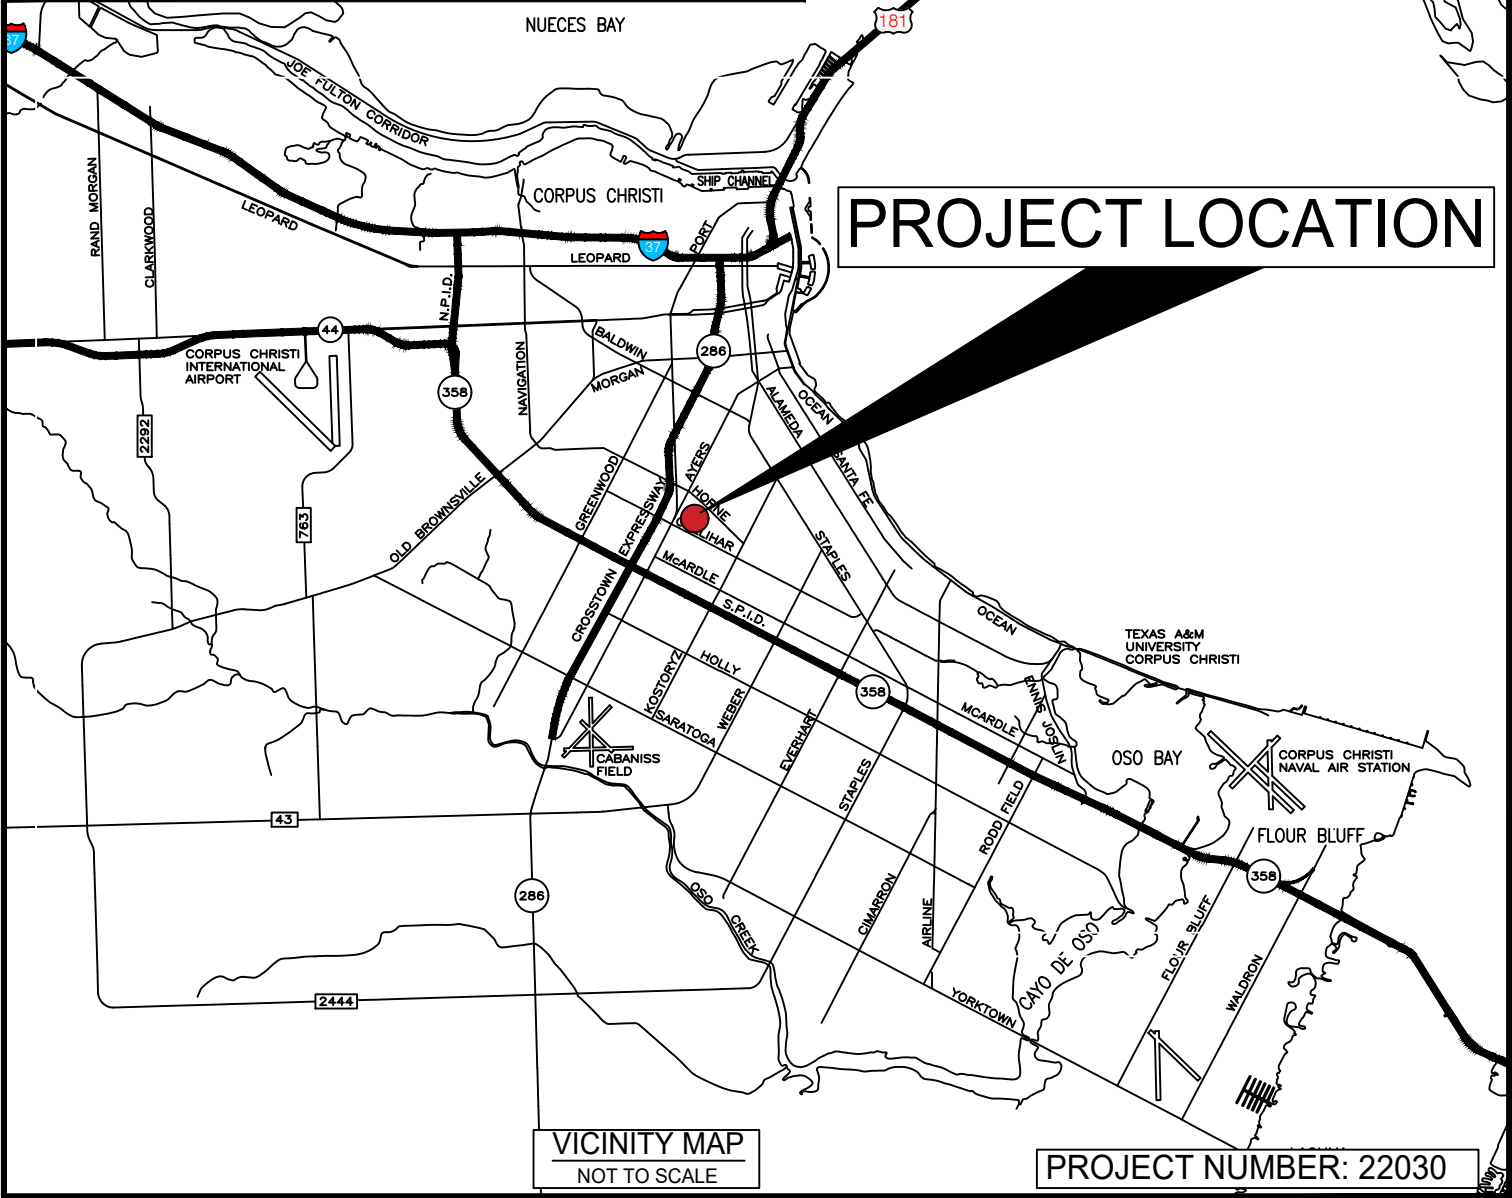 NUECES BAY
181
37
JOE FULTON CORRIDOR
RAND MORGAN
CLARKWOOD
LEOPARD
CORPUS CHRISTI
SHIP CHANNEL
PORT
PROJECT LOCATION
37
LEOPARD
N.P.I.D.
44
CORPUS CHRISTI
INTERNATIONAL
AIRPORT
BALDWIN
286
MORGAN
NAVIGATION
358
2292
ALAMEDA
OCEAN
SANTA FE
AYERS
HORNE
GREENWOOD
EXPRESSWAY
OLD BROWNSVILLE
763
McARDLE
STAPLES
CROSSTOWN
S.P.I.D.
OCEAN
TEXAS A&M
UNIVERSITY
CORPUS CHRISTI
KOSTORYZ
HOLLY
WEBER
358
ENNIS JOSLIN
SARATOGA
MCARDLE
EVERHART
CABANISS
FIELD
OSO BAY
CORPUS CHRISTI
NAVAL AIR STATION
STAPLES
RODD FIELD
43
FLOUR BLUFF
358
286
OSO CREEK
CIMARRON
AIRLINE
CAYO DE OSO
FLOUR BLUFF
WALDRON
2444
YORKTOWN
VICINITY MAP
NOT TO SCALE
PROJECT NUMBER: 22030